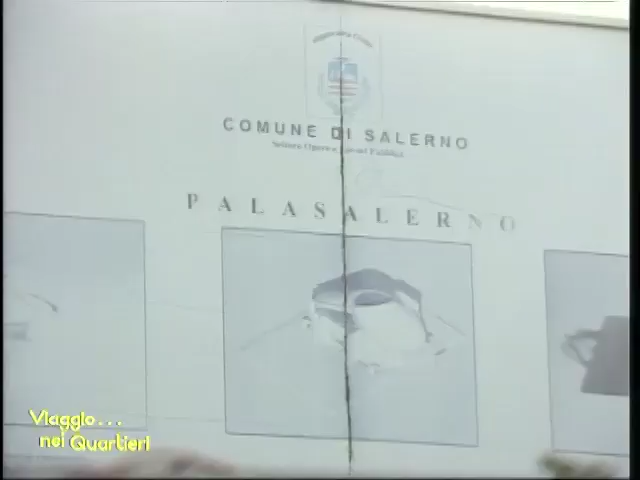 COMUNE DI SALERNO
PALASALERNO
Viaggio...
nei Quartieri